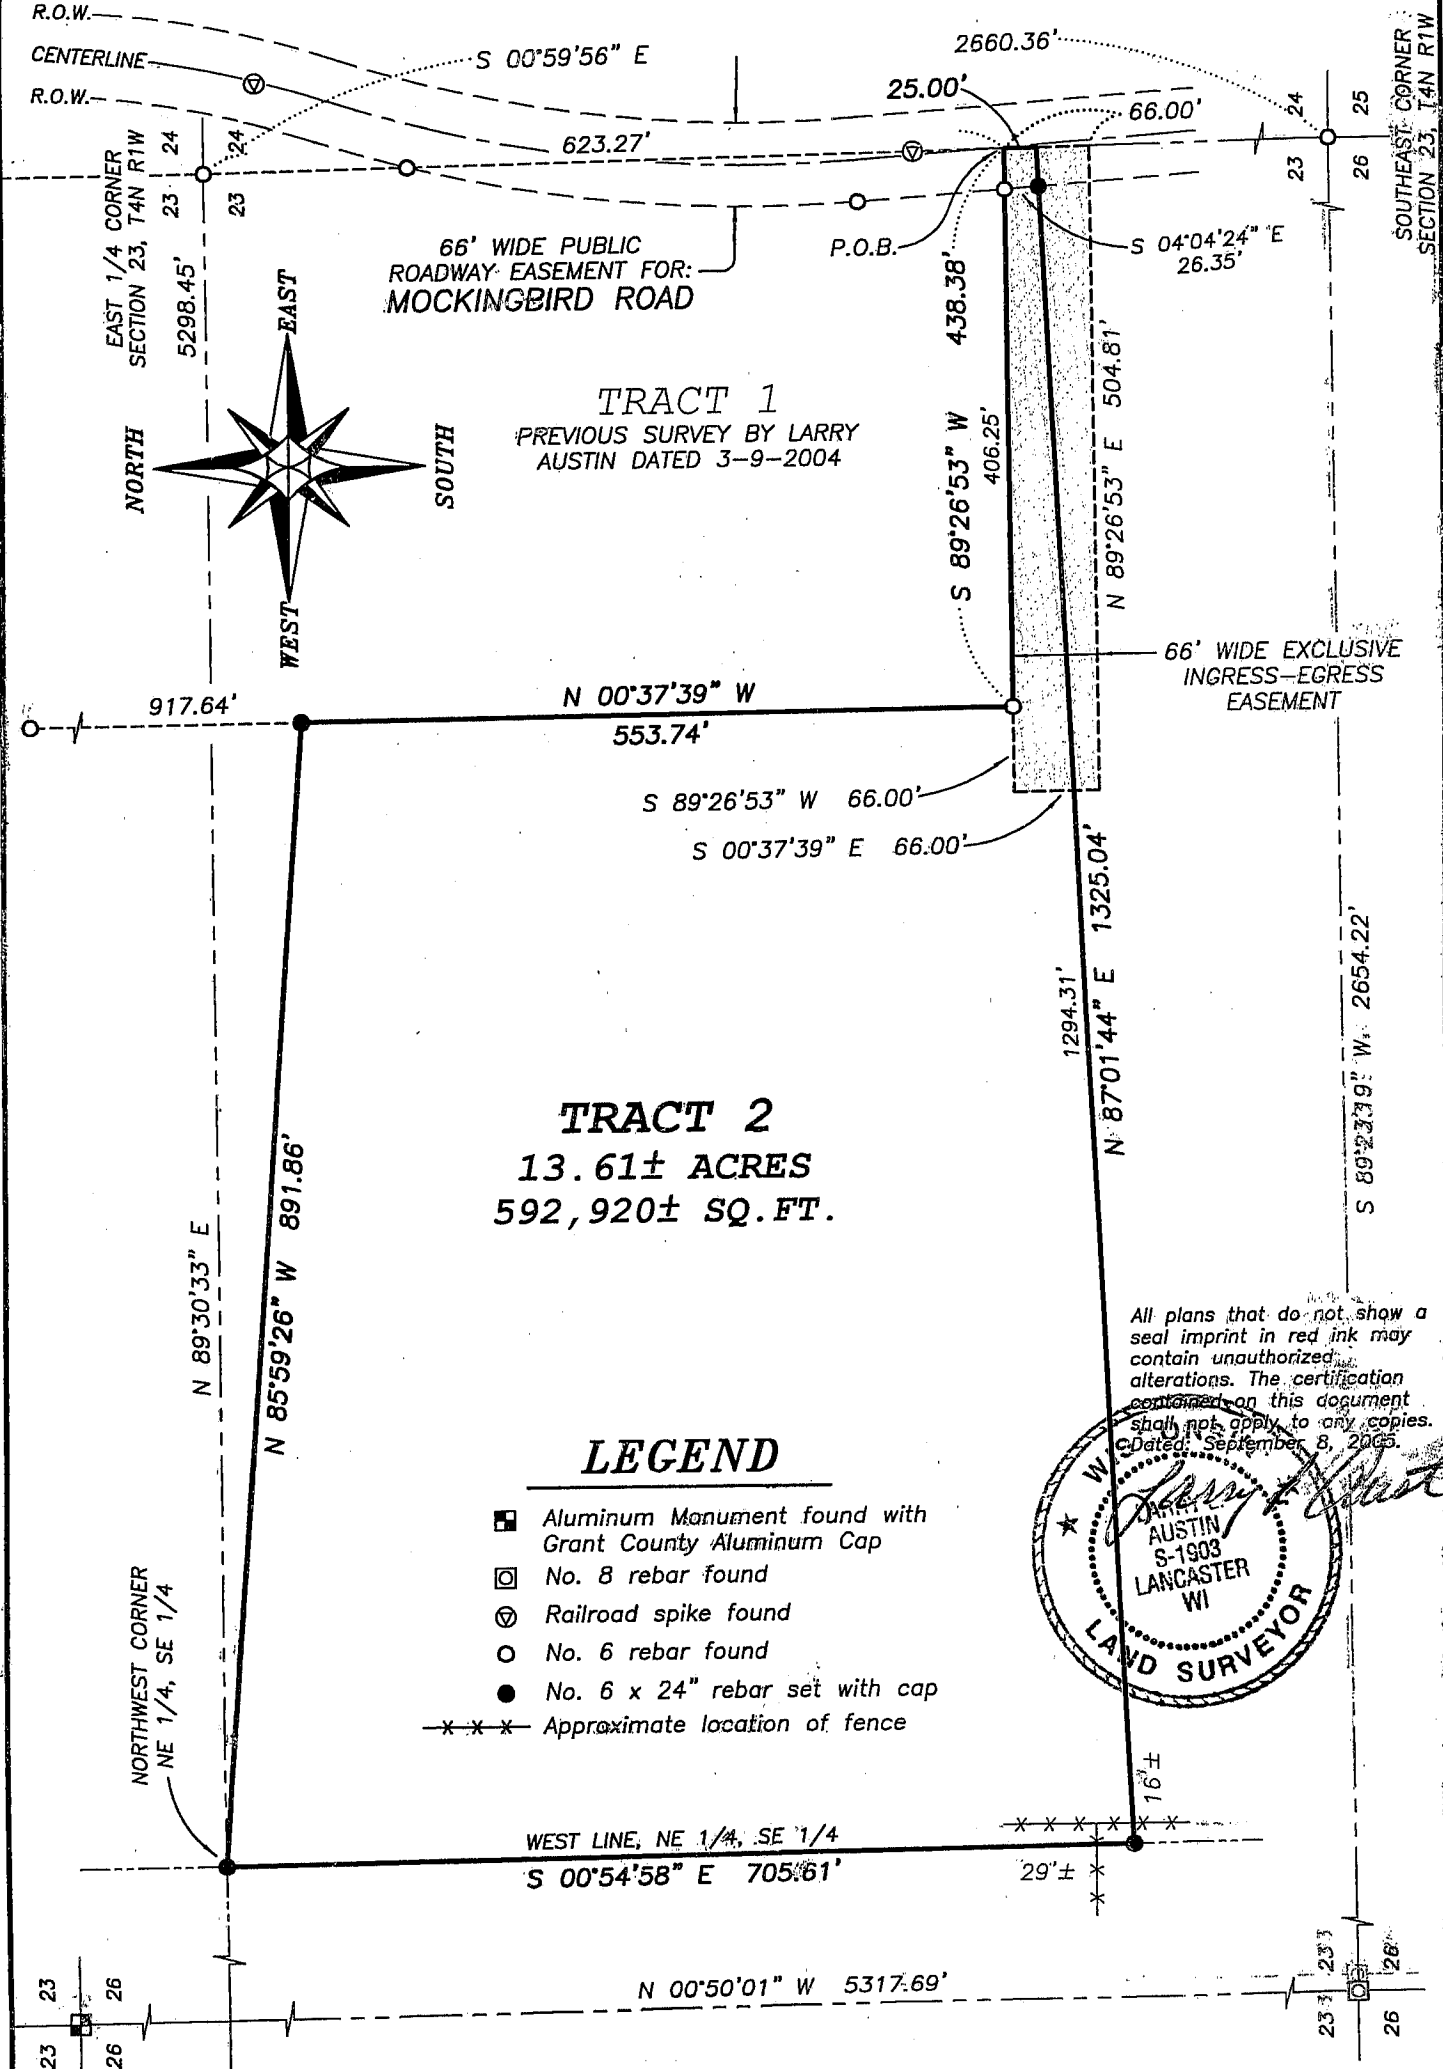 R.O.W.
CENTERLINE
R.O.W.
S 00°59'56" E
2660.36'
25.00'
66.00'
623.27'
24
24
23
23
EAST 1/4 CORNER
SECTION 23, T4N R1W
24
25
23
26
SOUTHEAST CORNER
SECTION 23, T4N R1W
5298.45'
66' WIDE PUBLIC
ROADWAY EASEMENT FOR:
MOCKINGBIRD ROAD
P.O.B.
S 04°04'24" E
26.35'
438.38'
S 89°26'53" W
406.25'
N 89°26'53" E 504.81'
EAST
NORTH
SOUTH
WEST
TRACT 1
PREVIOUS SURVEY BY LARRY
AUSTIN DATED 3-9-2004
66' WIDE EXCLUSIVE
INGRESS-EGRESS
EASEMENT
917.64'
N 00°37'39" W
553.74'
S 89°26'53" W 66.00'
S 00°37'39" E 66.00'
N 87°01'44" E 1325.04'
1294.31'
S 89°23'19" W 2654.22'
TRACT 2
13.61± ACRES
592,920± SQ.FT.
N 89°30'33" E
N 85°59'26" W 891.86'
All plans that do not show a
seal imprint in red ink may
contain unauthorized
alterations. The certification
contained on this document
shall not apply to any copies.
Dated: September 8,
LARRY
AUSTIN
S-1903
LANCASTER
WI
LAND SURVEYOR
LEGEND
Aluminum Monument found with
Grant County Aluminum Cap
No. 8 rebar found
Railroad spike found
No. 6 rebar found
No. 6 x 24" rebar set with cap
Approximate location of fence
NORTHWEST CORNER
NE 1/4, SE 1/4
16'±
WEST LINE, NE 1/4, SE 1/4
S 00°54'58" E 705.61'
29'±
N 00°50'01" W 5317.69'
23
26
23
26
23
26
23
26